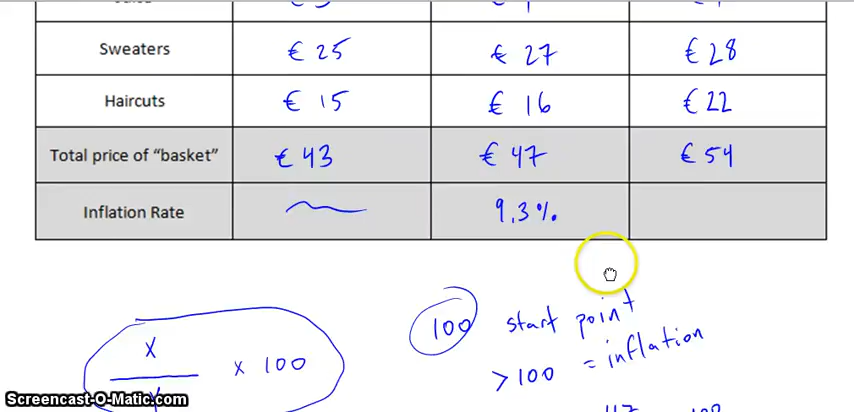 Sweaters € 25 € 27 € 28
Haircuts € 15 € 16 € 22
Total price of “basket” € 43 € 47 € 54
Inflation Rate 9.3%
100 start point
X
x 100
>100 = inflation
Screencast-O-Matic.com